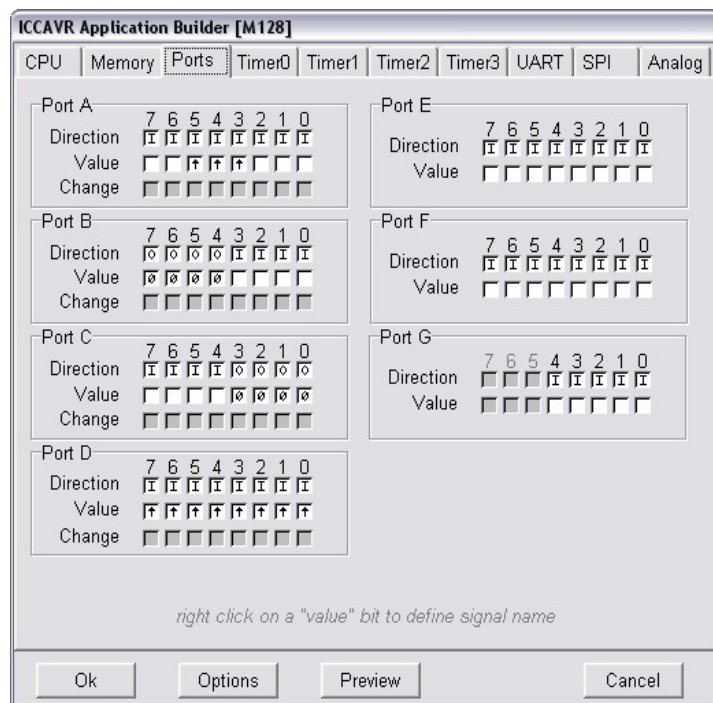 ICCAVR Application Builder [M128]
CPU Memory Ports Timer0 Timer1 Timer2 Timer3 UART SPI Analog
Port A
7 6 5 4 3 2 1 0
Direction I I I I I I I I
Value ↑ ↑ ↑
Change
Port B
7 6 5 4 3 2 1 0
Direction O O O O I I I I
Value Ø Ø Ø Ø
Change
Port C
7 6 5 4 3 2 1 0
Direction I I I I O O O O
Value Ø Ø Ø Ø
Change
Port D
7 6 5 4 3 2 1 0
Direction I I I I I I I I
Value ↑ ↑ ↑ ↑ ↑ ↑ ↑ ↑
Change
Port E
7 6 5 4 3 2 1 0
Direction I I I I I I I I
Value
Port F
7 6 5 4 3 2 1 0
Direction I I I I I I I I
Value
Port G
7 6 5 4 3 2 1 0
Direction I I I I I
Value
right click on a "value" bit to define signal name
Ok Options Preview Cancel